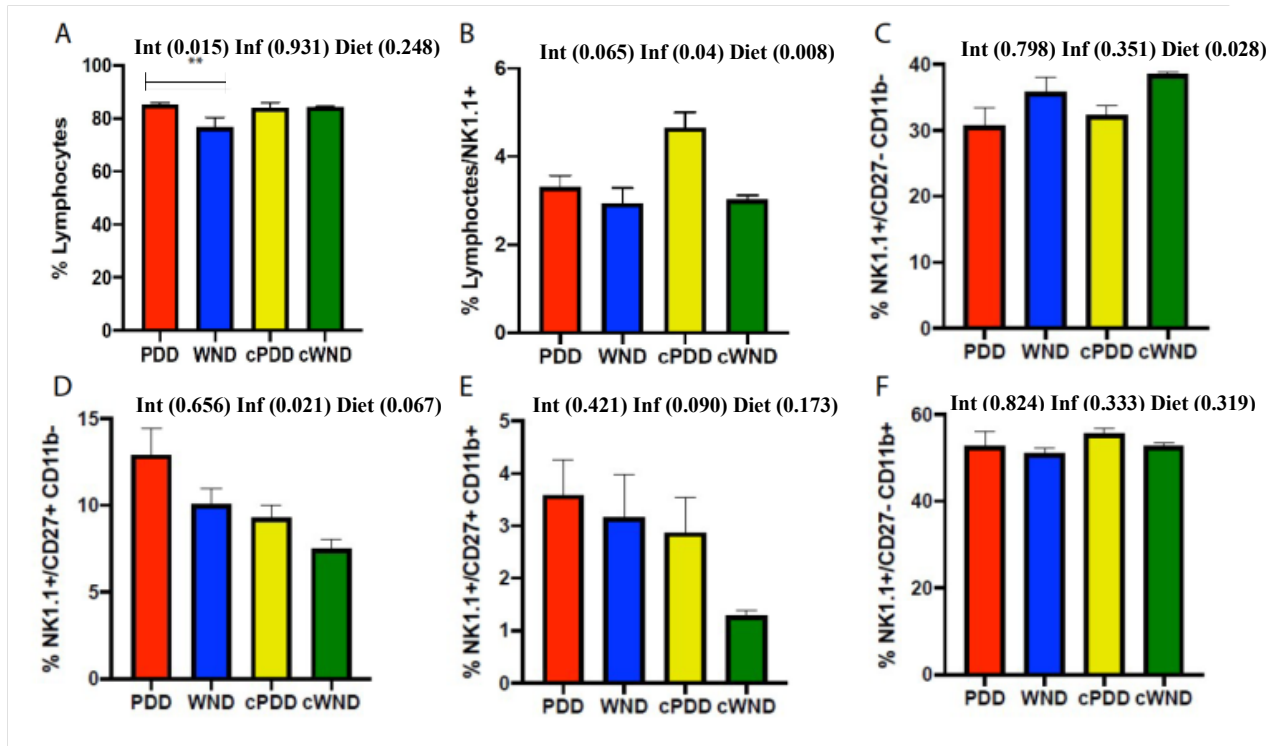 A
Int (0.015) Inf (0.931) Diet (0.248)
**
% Lymphocytes
100
80
60
40
20
0
PDD WND cPDD cWND
B
Int (0.065) Inf (0.04) Diet (0.008)
% Lymphoctes/NK1.1+
6
4
2
0
PDD WND cPDD cWND
C
Int (0.798) Inf (0.351) Diet (0.028)
% NK1.1+/CD27- CD11b-
40
30
20
10
0
PDD WND cPDD cWND
D
Int (0.656) Inf (0.021) Diet (0.067)
% NK1.1+/CD27+ CD11b-
15
10
5
0
PDD WND cPDD cWND
E
Int (0.421) Inf (0.090) Diet (0.173)
% NK1.1+/CD27+ CD11b+
5
4
3
2
1
0
PDD WND cPDD cWND
F
Int (0.824) Inf (0.333) Diet (0.319)
% NK1.1+/CD27- CD11b+
60
40
20
0
PDD WND cPDD cWND